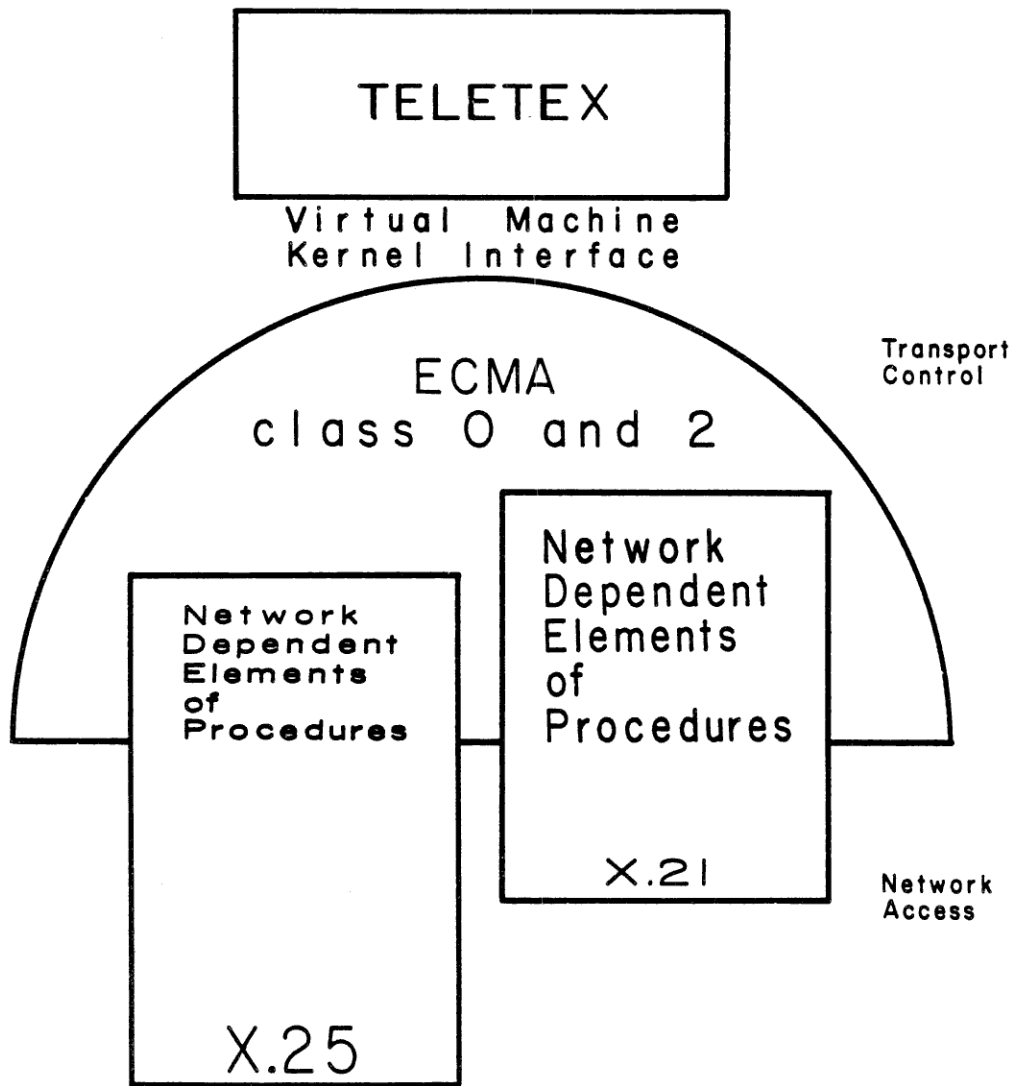 TELETEX
Virtual Machine
Kernel Interface
Transport
Control
ECMA
class 0 and 2
Network
Dependent
Elements
of
Procedures
X.25
Network
Dependent
Elements
of
Procedures
X.21
Network
Access